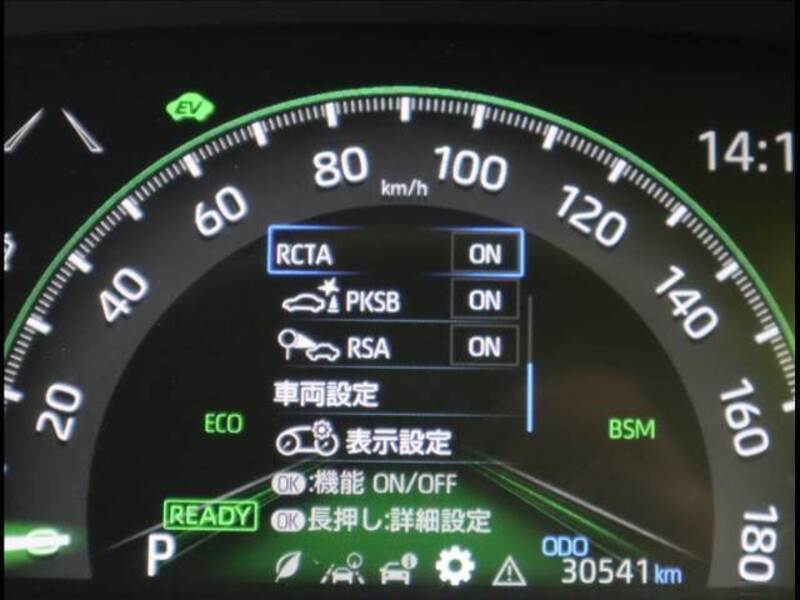 EV
14:1
20
40
60
80
100
120
140
160
180
km/h
RCTA ON
PKSB ON
RSA ON
車両設定
表示設定
ECO
BSM
OK:機能 ON/OFF
OK長押し:詳細設定
READY
P
ODO
30541km